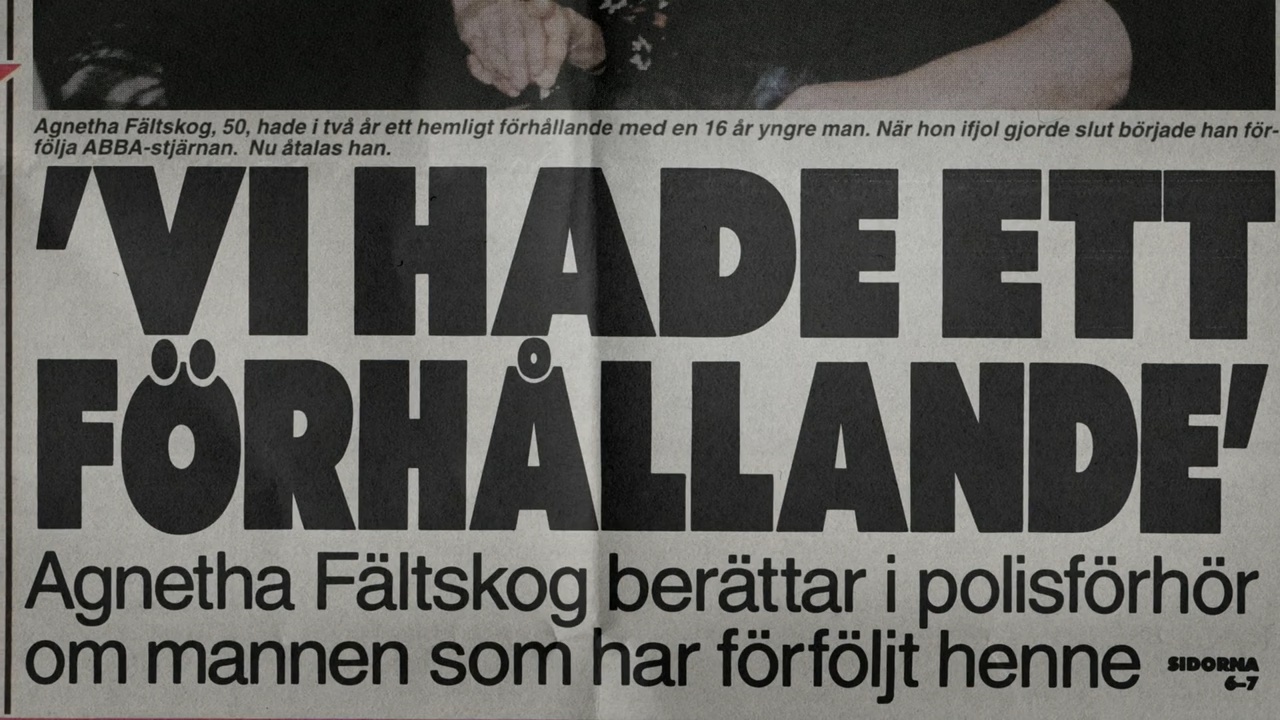 Agnetha Fältskog, 50, hade i två år ett hemligt förhållande med en 16 år yngre man. När hon ifjol gjorde slut började han för-
följa ABBA-stjärnan. Nu åtalas han.
'VI HADE ETT
FÖRHÅLLANDE'
Agnetha Fältskog berättar i polisförhör
om mannen som har förföljt henne
SIDORNA
6–7